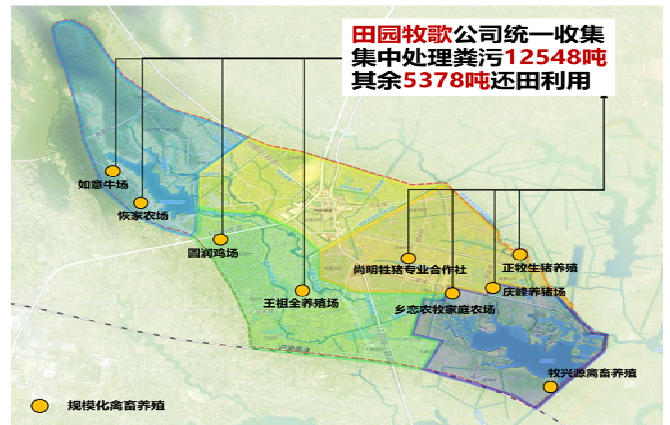 田园牧歌公司统一收集
集中处理粪污12548吨
其余5378吨还田利用
如意牛场
恢家农场
圆润鸡场
尚明牲猪专业合作社
正牧生猪养殖
王祖全养殖场
庆峰养猪场
乡恋农牧家庭农场
牧兴源禽畜养殖
规模化禽畜养殖